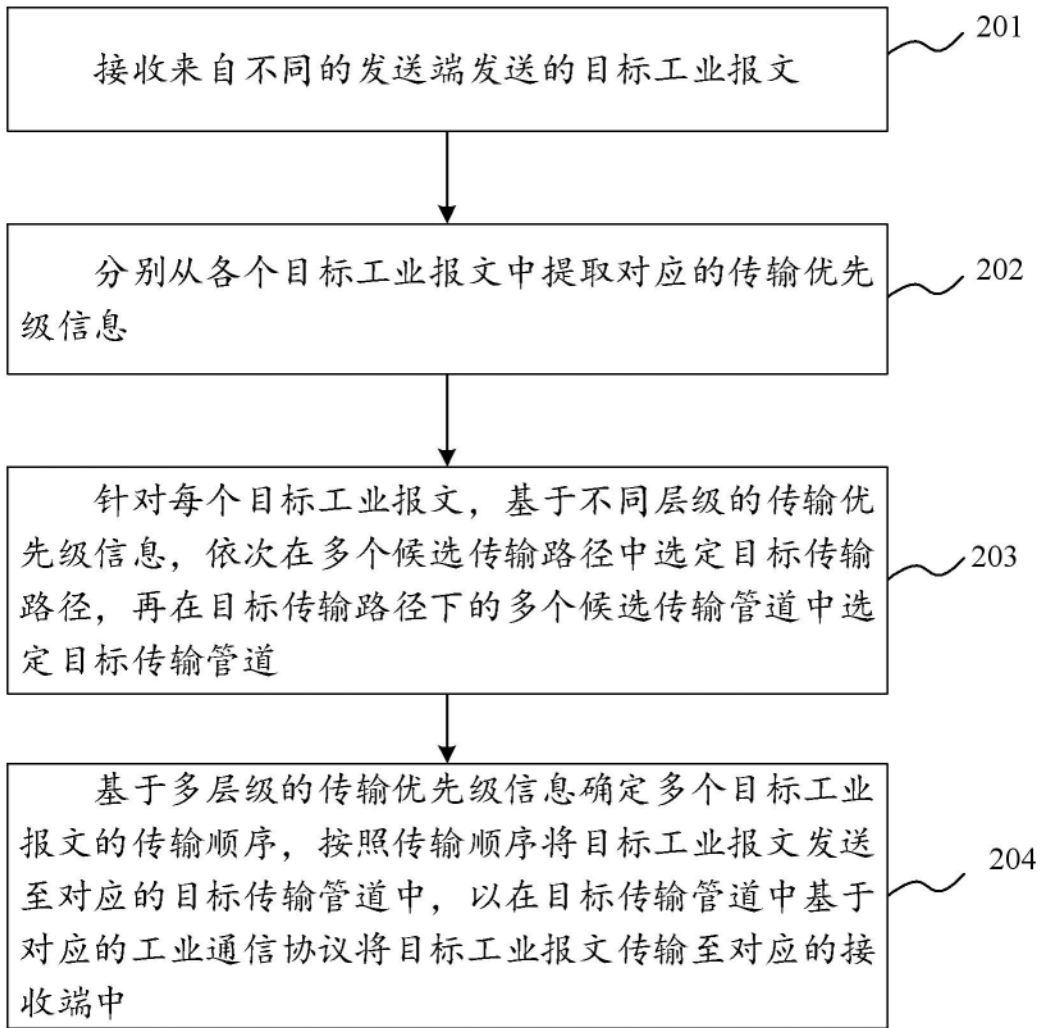 接收来自不同的发送端发送的目标工业报文
201
分别从各个目标工业报文中提取对应的传输优先
级信息
202
针对每个目标工业报文，基于不同层级的传输优
先级信息，依次在多个候选传输路径中选定目标传输
路径，再在目标传输路径下的多个候选传输管道中选
定目标传输管道
203
基于多层级的传输优先级信息确定多个目标工业
报文的传输顺序，按照传输顺序将目标工业报文发送
至对应的目标传输管道中，以在目标传输管道中基于
对应的工业通信协议将目标工业报文传输至对应的接
收端中
204